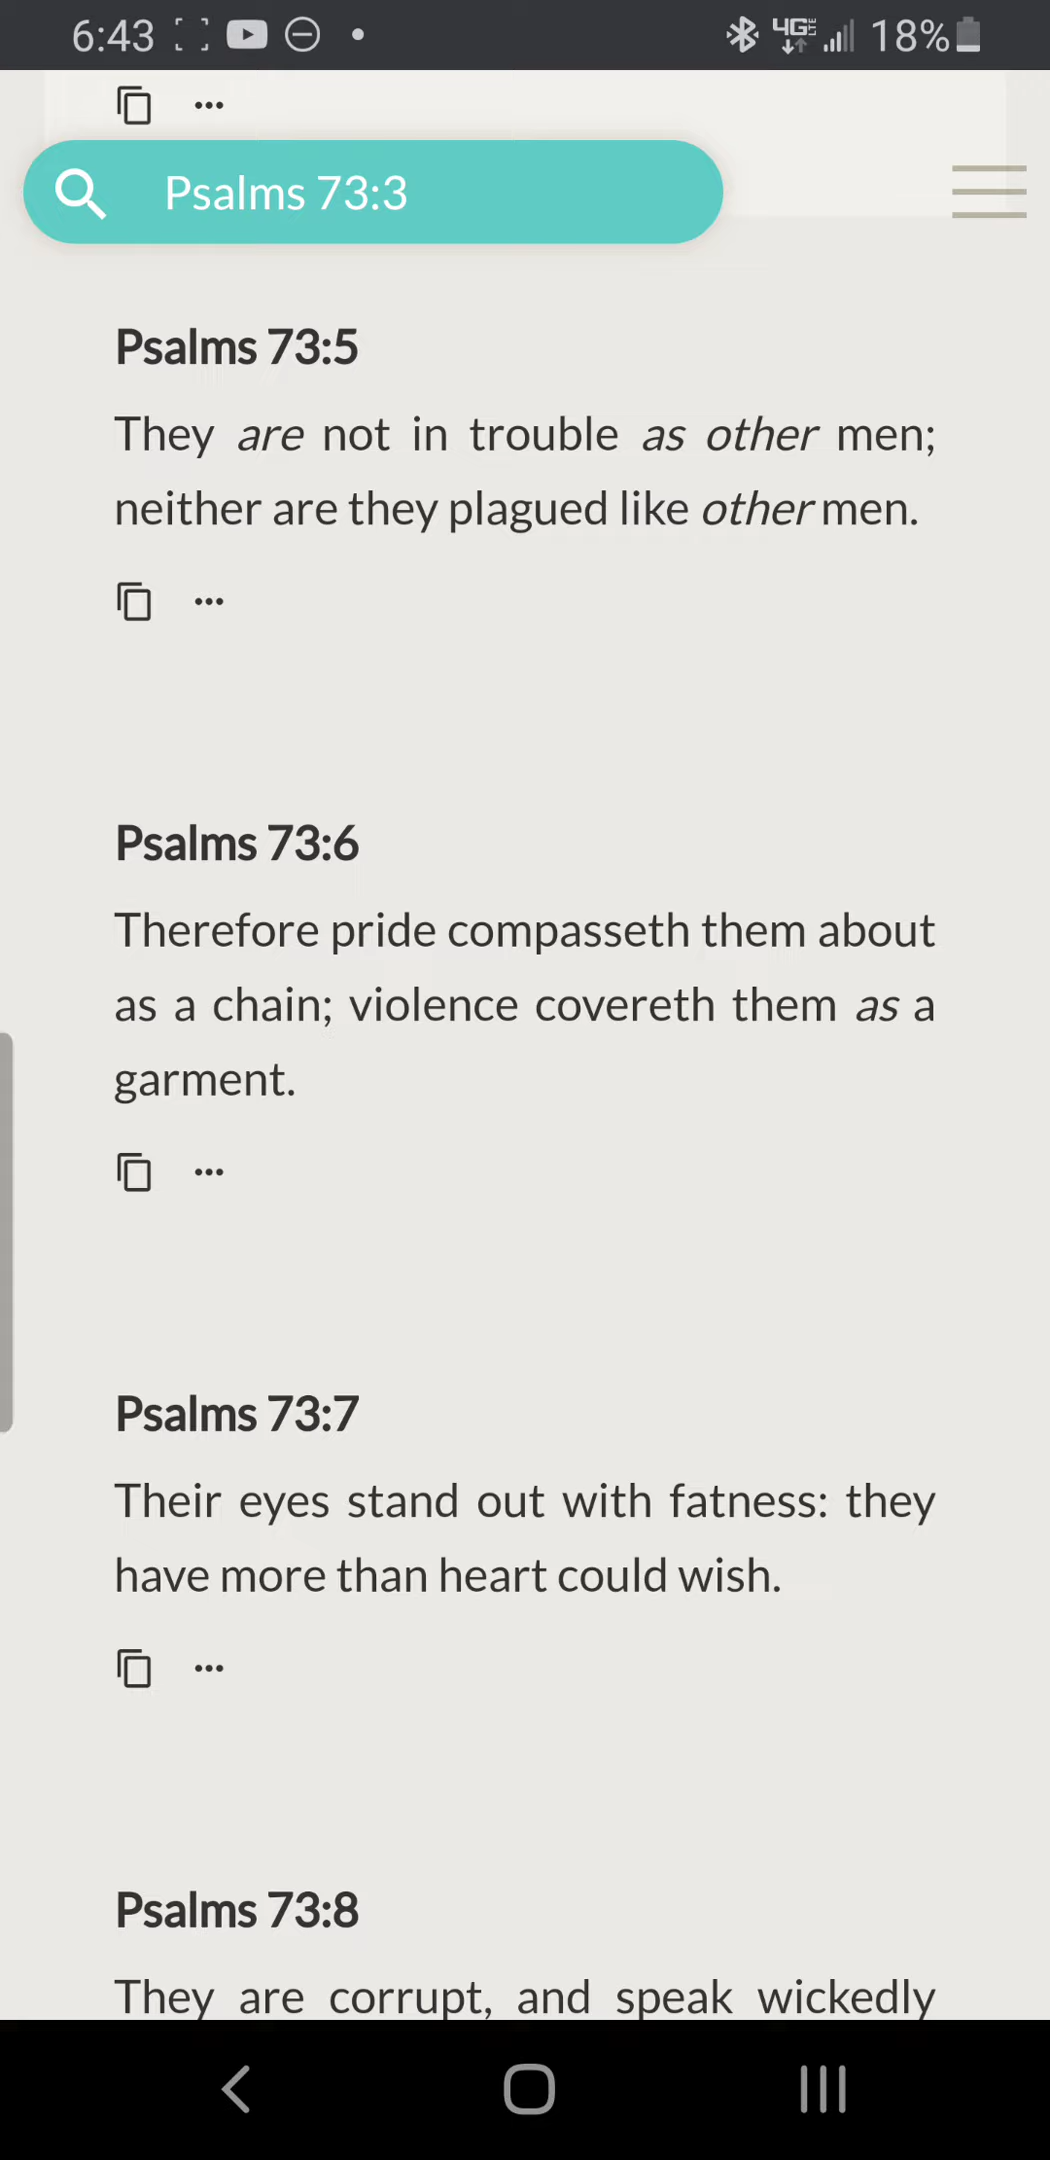 6:43 4G LTE 18%
Psalms 73:3
Psalms 73:5
They are not in trouble as other men;
neither are they plagued like other men.
Psalms 73:6
Therefore pride compasseth them about
as a chain; violence covereth them as a
garment.
Psalms 73:7
Their eyes stand out with fatness: they
have more than heart could wish.
Psalms 73:8
They are corrupt, and speak wickedly